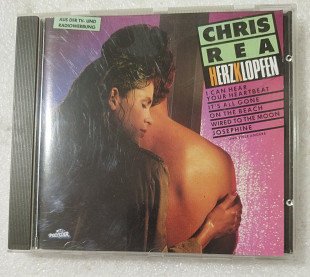 AUS DER TV- UND
RADIOWERBUNG
CHRIS
REA
HERZKLOPFEN
I CAN HEAR
YOUR HEARTBEAT
IT'S ALL GONE
ON THE BEACH
WIRED TO THE MOON
JOSEPHINE